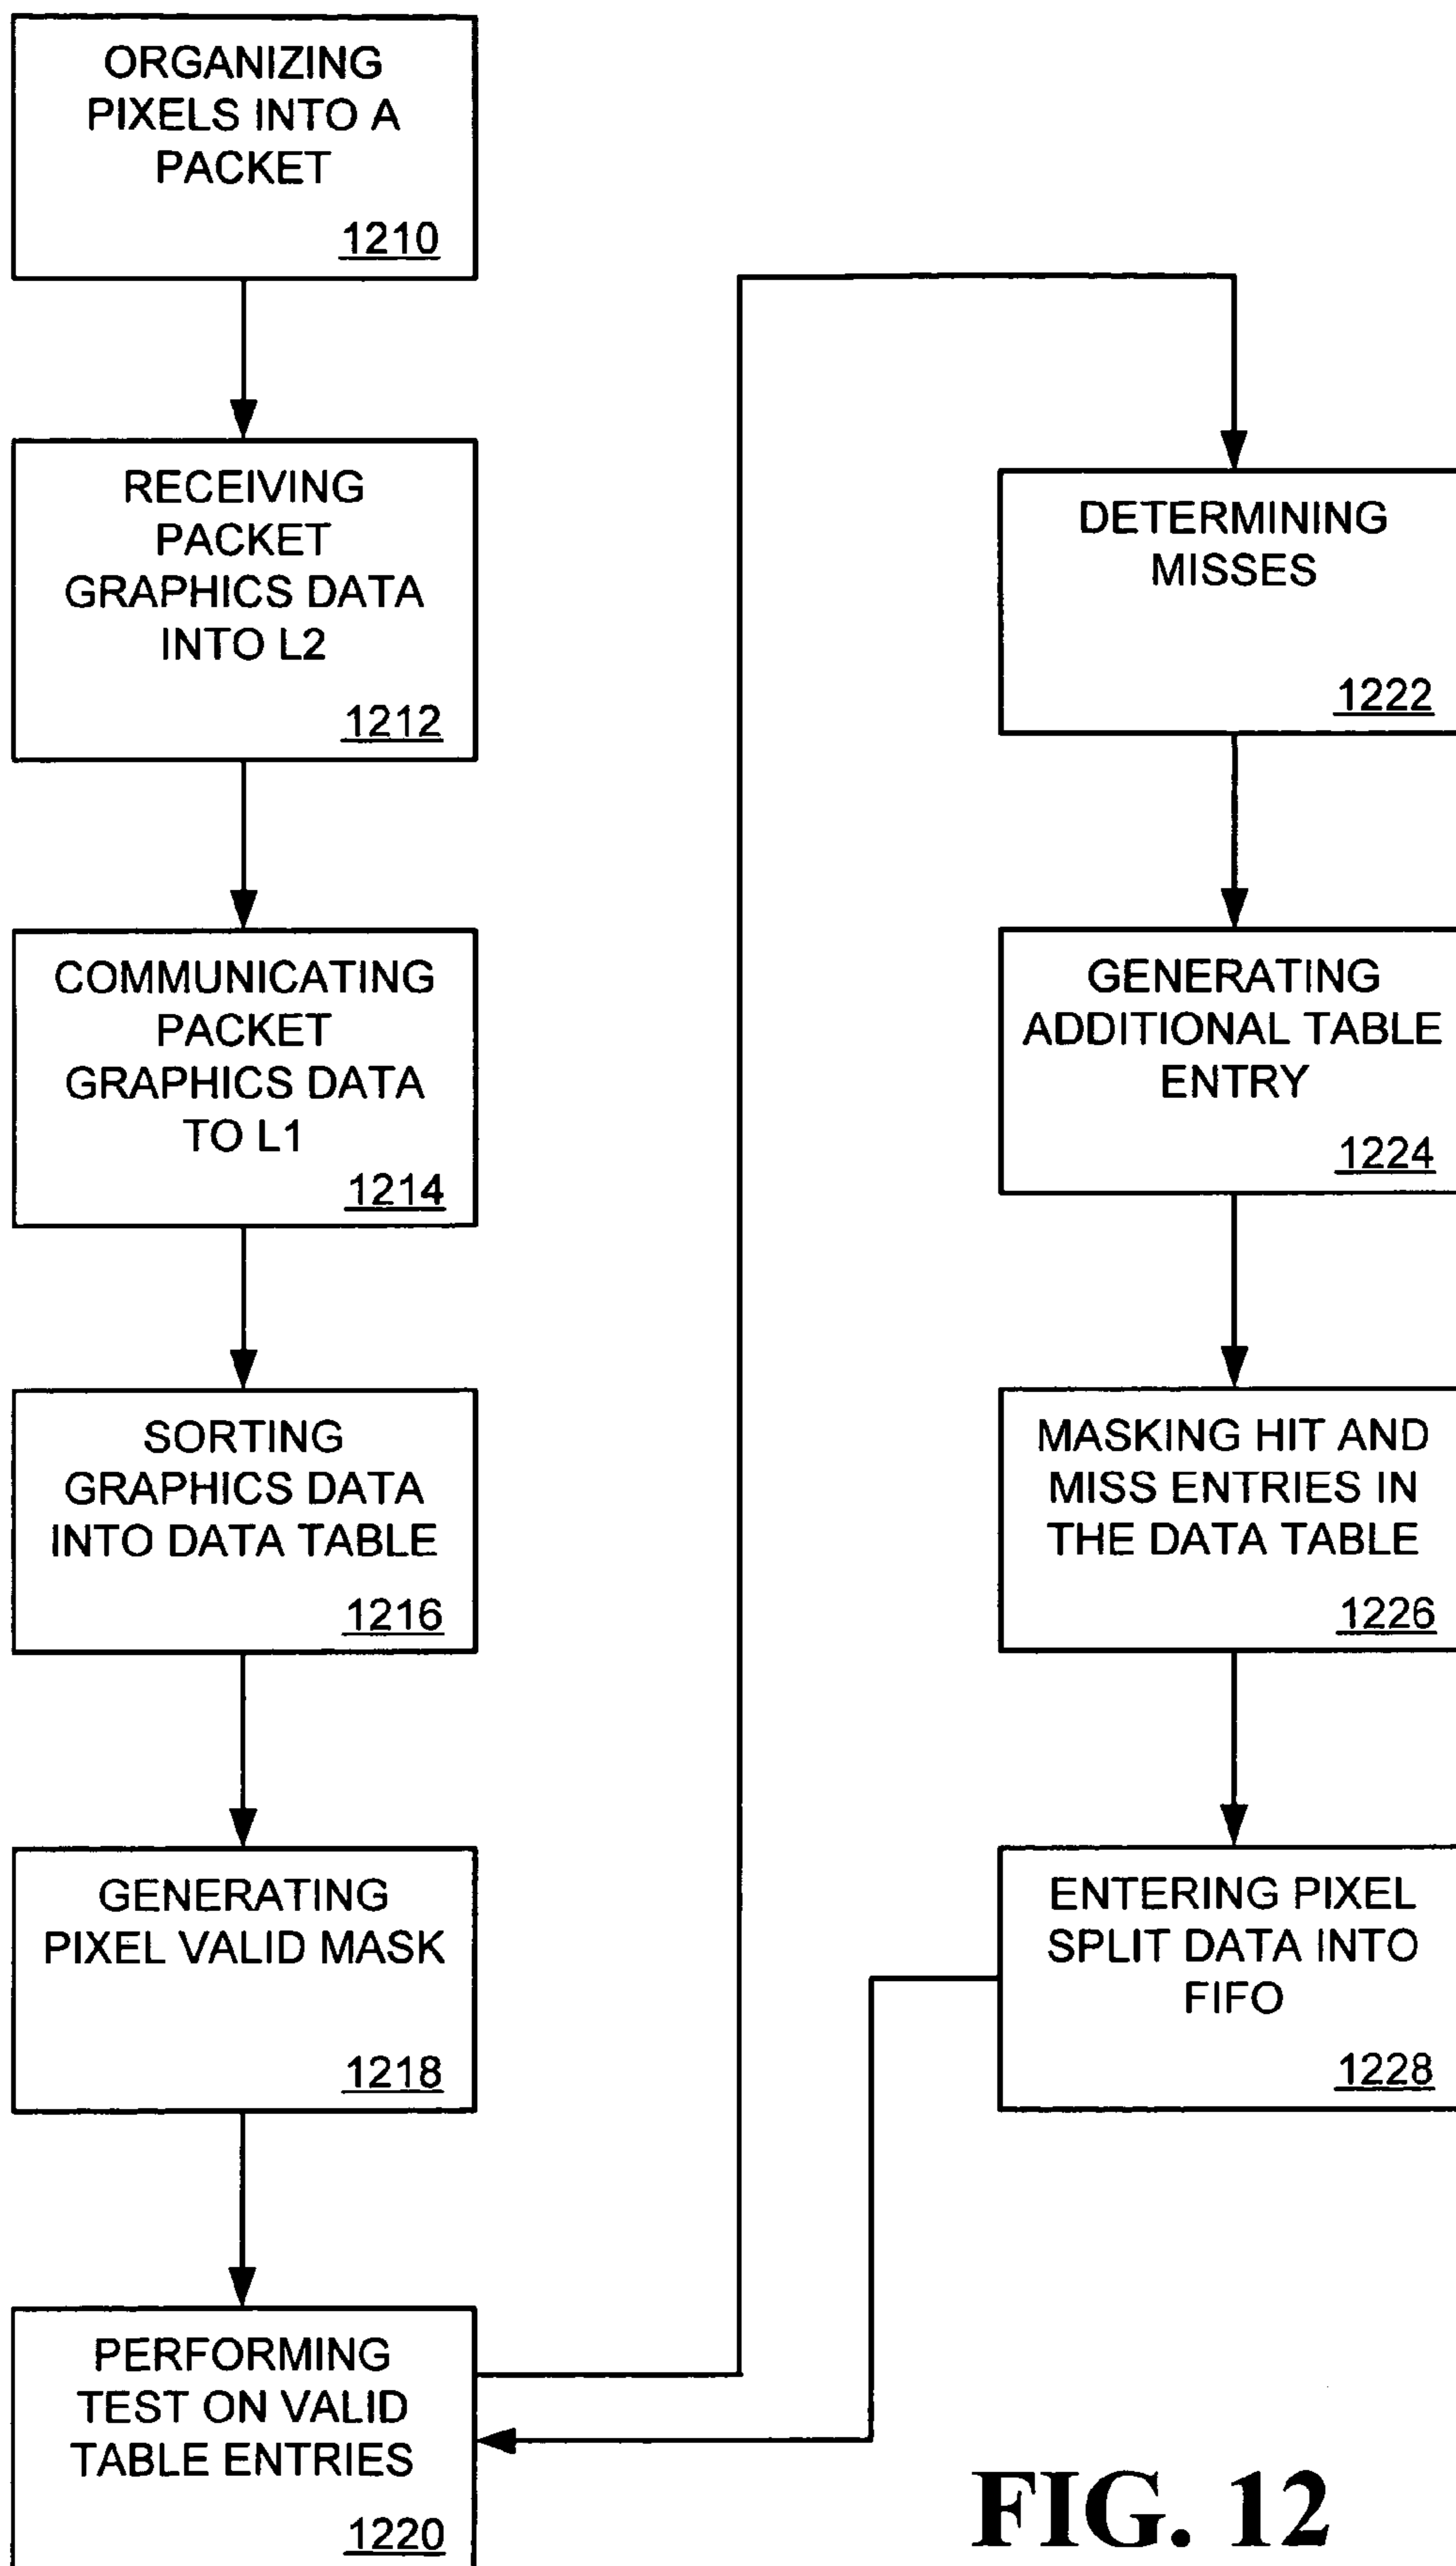 ORGANIZING
PIXELS INTO A
PACKET
1210
RECEIVING
PACKET
GRAPHICS DATA
INTO L2
1212
COMMUNICATING
PACKET
GRAPHICS DATA
TO L1
1214
SORTING
GRAPHICS DATA
INTO DATA TABLE
1216
GENERATING
PIXEL VALID MASK
1218
PERFORMING
TEST ON VALID
TABLE ENTRIES
1220
DETERMINING
MISSES
1222
GENERATING
ADDITIONAL TABLE
ENTRY
1224
MASKING HIT AND
MISS ENTRIES IN
THE DATA TABLE
1226
ENTERING PIXEL
SPLIT DATA INTO
FIFO
1228
FIG. 12